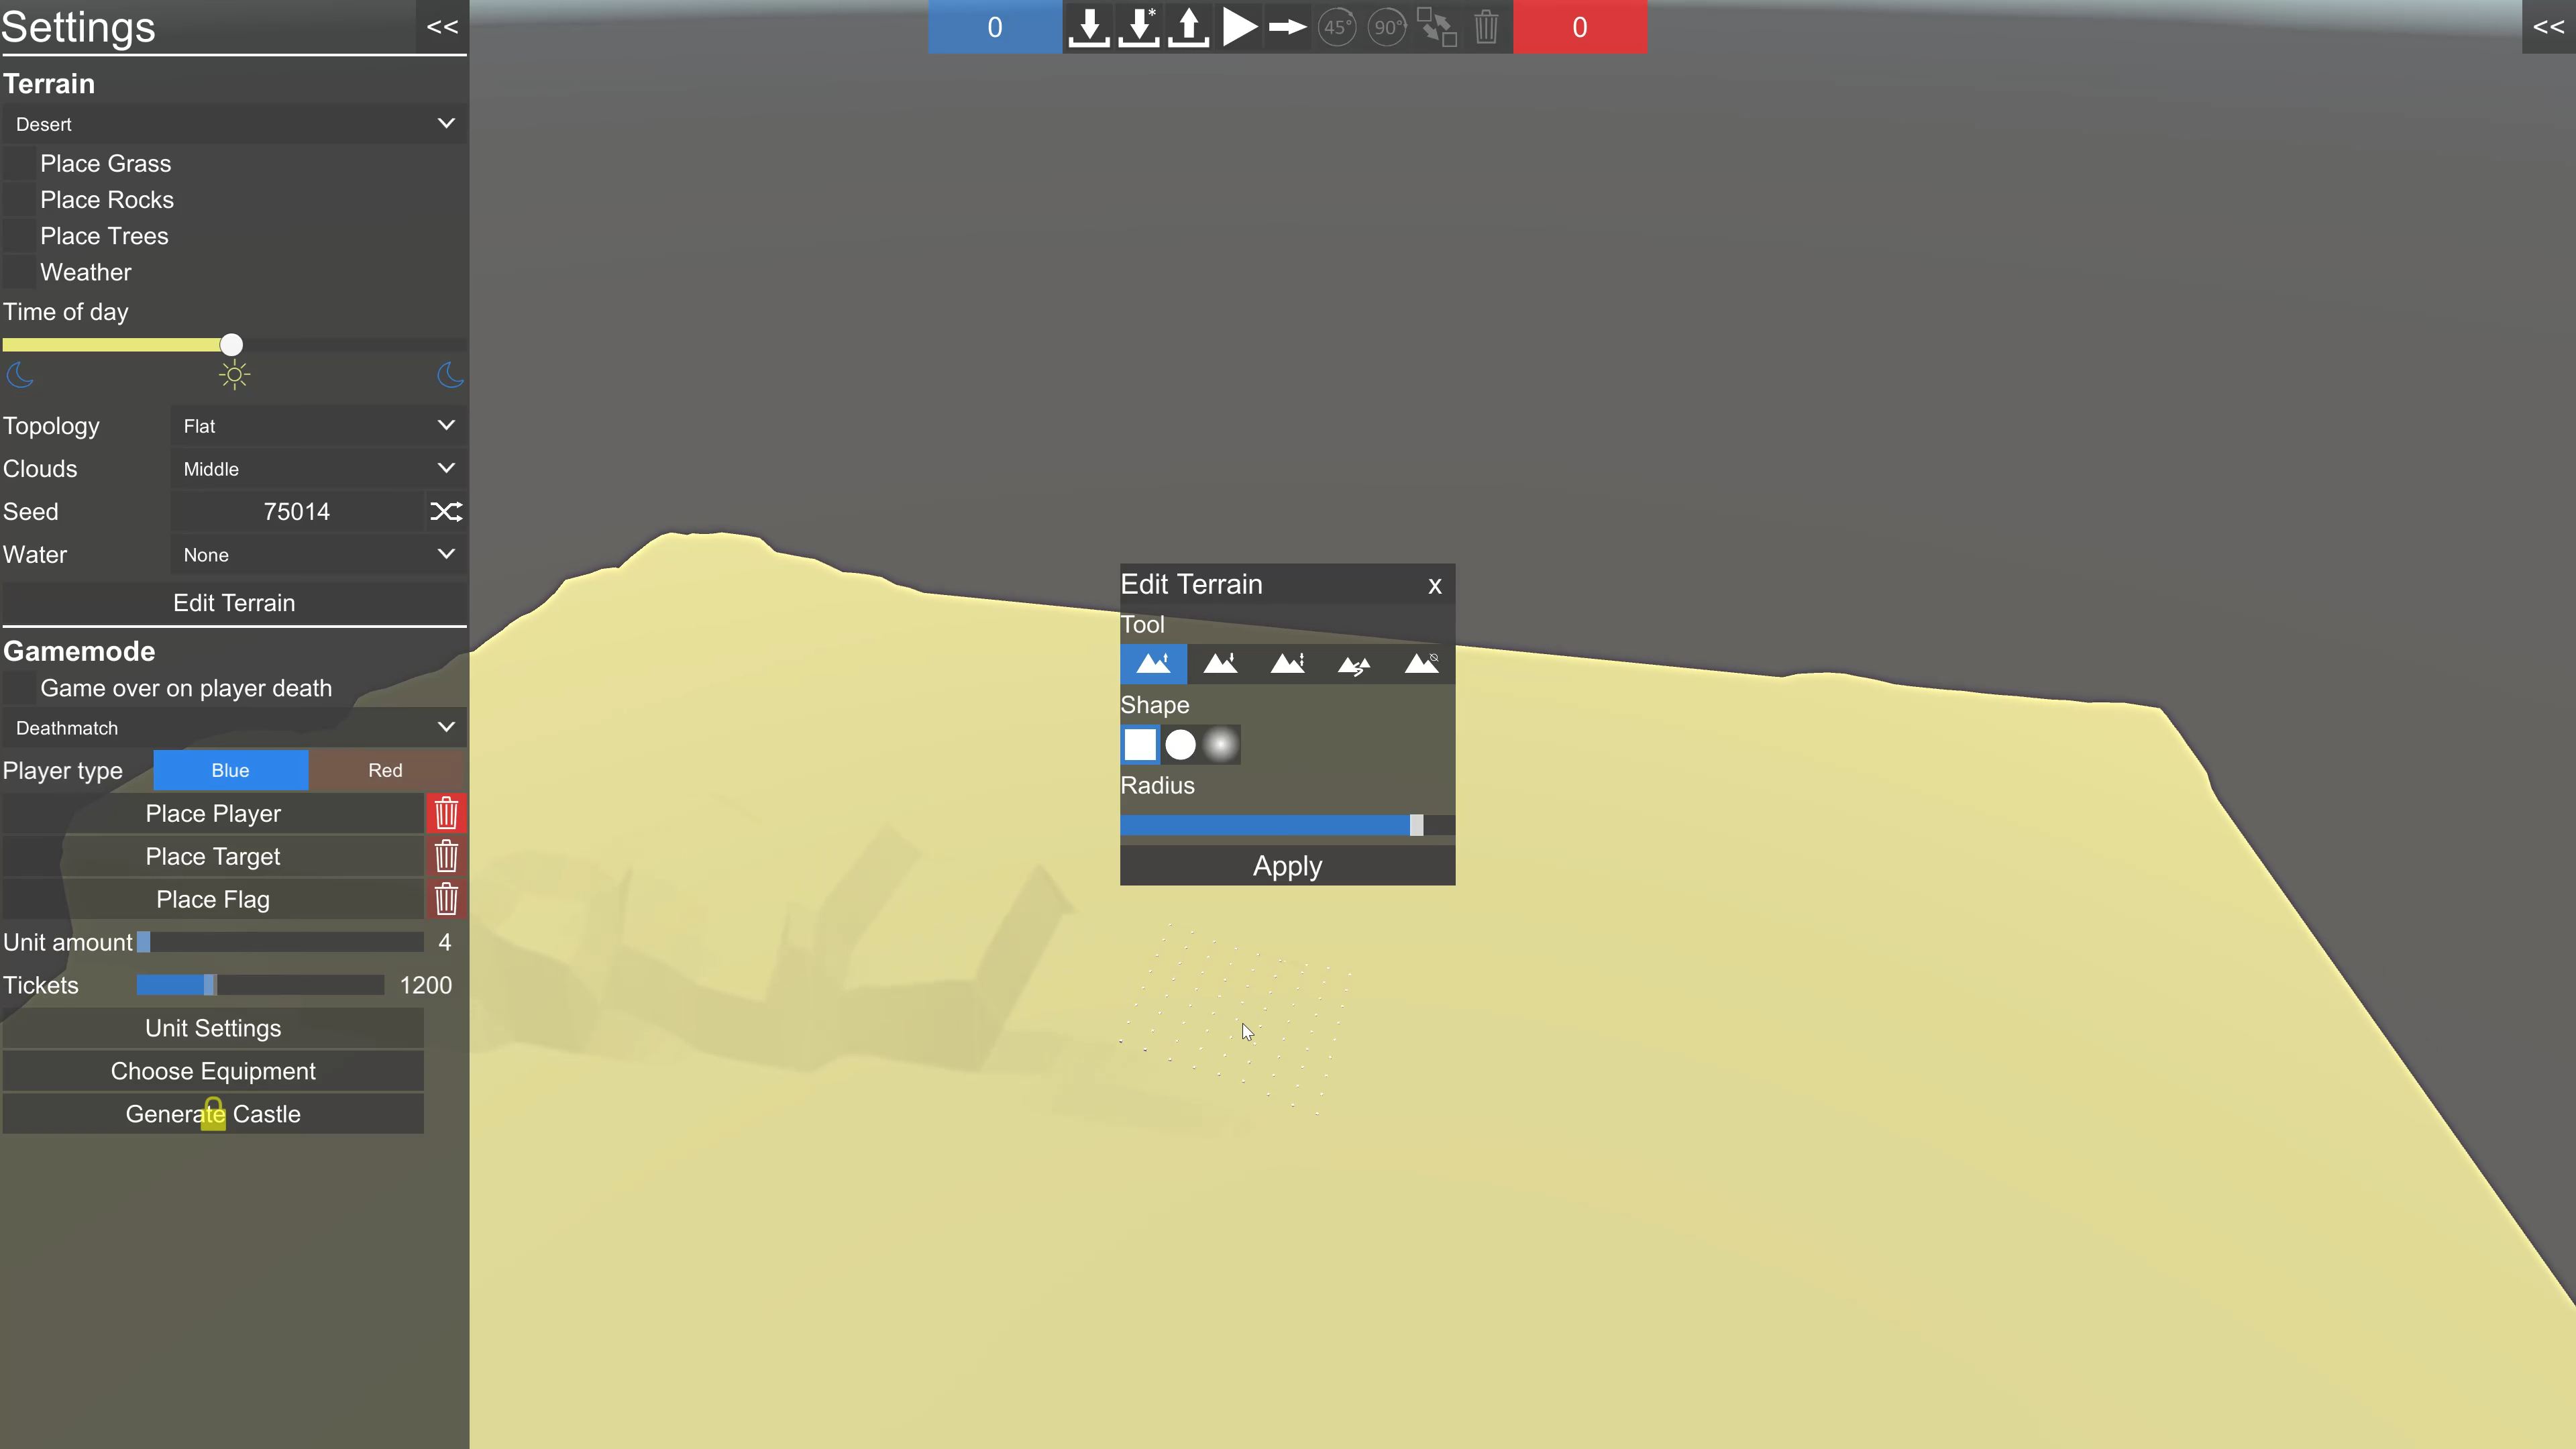 Settings
<<
Terrain
Desert
Place Grass
Place Rocks
Place Trees
Weather
Time of day
Topology
Flat
Clouds
Middle
Seed
75014
Water
None
Edit Terrain
Gamemode
Game over on player death
Deathmatch
Player type
Blue
Red
Place Player
Place Target
Place Flag
Unit amount
4
Tickets
1200
Unit Settings
Choose Equipment
Generate Castle
0
*
45°
90°
0
<<
Edit Terrain
x
Tool
Shape
Radius
Apply